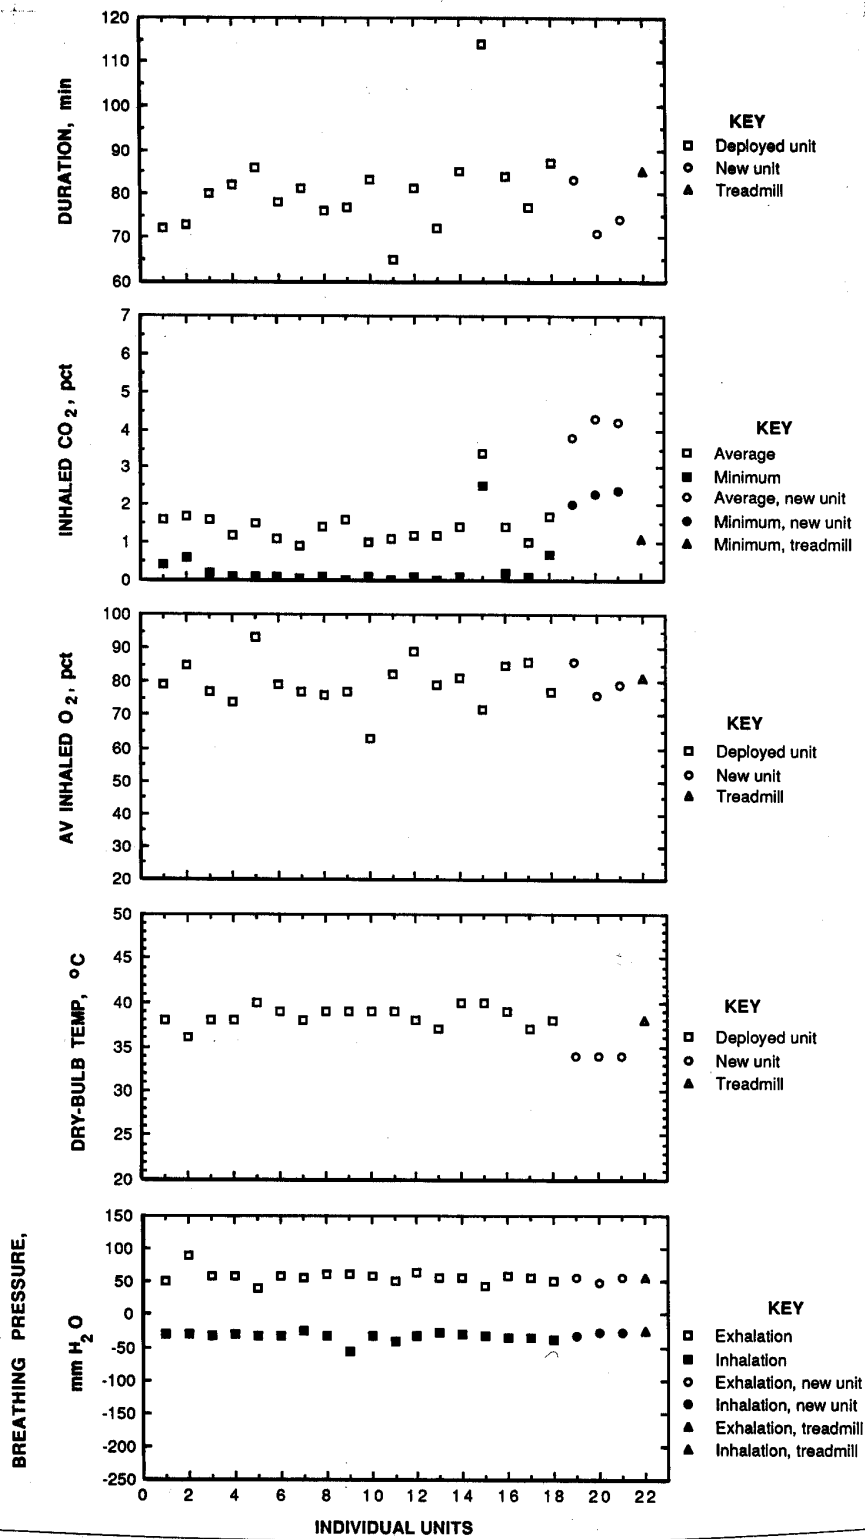 120
110
100
90
80
70
60
DURATION, min
KEY
Deployed unit
New unit
Treadmill
7
6
5
4
3
2
1
0
INHALED CO2, pct
KEY
Average
Minimum
Average, new unit
Minimum, new unit
Minimum, treadmill
100
90
80
70
60
50
40
30
20
AV INHALED O2, pct
KEY
Deployed unit
New unit
Treadmill
50
45
40
35
30
25
20
DRY-BULB TEMP, °C
KEY
Deployed unit
New unit
Treadmill
150
100
50
0
-50
-100
-150
-200
-250
BREATHING PRESSURE,
mm H2O
KEY
Exhalation
Inhalation
Exhalation, new unit
Inhalation, new unit
Exhalation, treadmill
Inhalation, treadmill
0 2 4 6 8 10 12 14 16 18 20 22
INDIVIDUAL UNITS